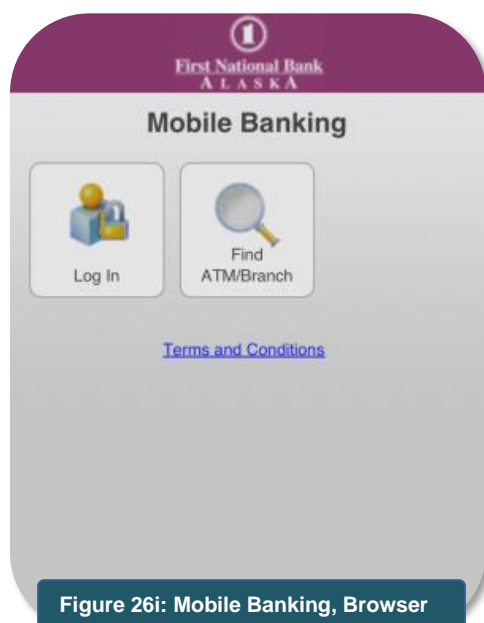 1
First National Bank
ALASKA
Mobile Banking
Log In
Find
ATM/Branch
Terms and Conditions
Figure 26i: Mobile Banking, Browser